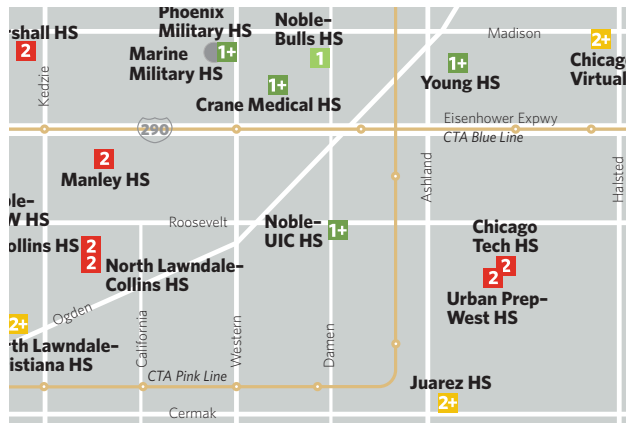 Phoenix
Military HS
1+
Marine
Military HS
Noble–
Bulls HS
1
Madison
2+
Chicag
Virtual
rshall HS
2
Kedzie
1+
Crane Medical HS
1+
Young HS
290
Eisenhower Expwy
CTA Blue Line
2
Manley HS
Ashland
Halsted
ble–
W HS
Roosevelt
Noble–
UIC HS
1+
Chicago
Tech HS
2
2
Urban Prep–
West HS
ollins HS
2
2
North Lawndale–
Collins HS
Ogden
2+
rth Lawndale–
istiana HS
California
Western
Damen
CTA Pink Line
Juarez HS
2+
Cermak